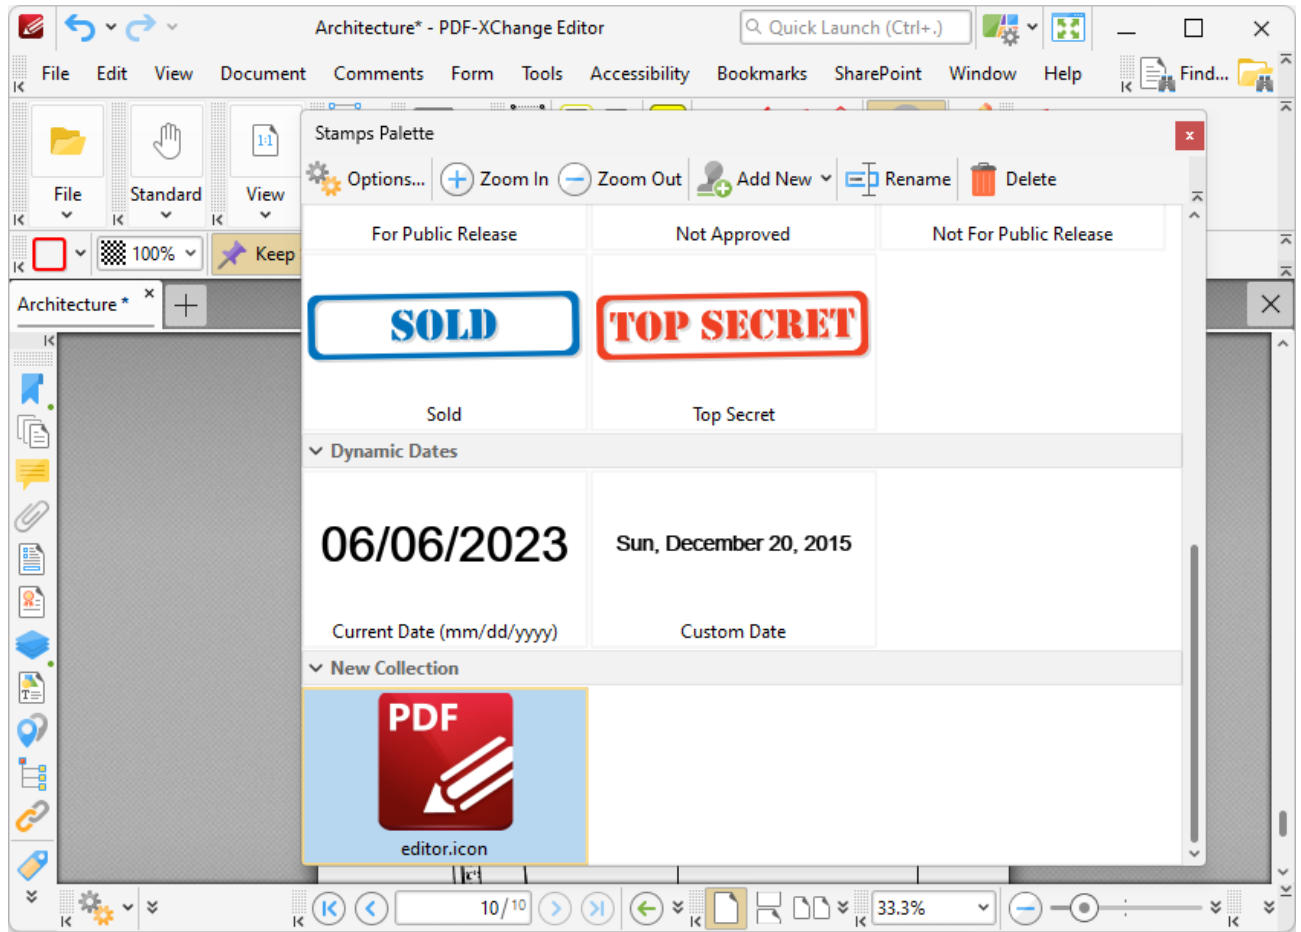 Architecture* - PDF-XChange Editor
Quick Launch (Ctrl+.)
File Edit View Document Comments Form Tools Accessibility Bookmarks SharePoint Window Help Find...
1:1
File Standard View
100% Keep
Architecture *
Stamps Palette
x
Options... Zoom In Zoom Out Add New Rename Delete
For Public Release Not Approved Not For Public Release
SOLD TOP SECRET
Sold Top Secret
Dynamic Dates
06/06/2023 Sun, December 20, 2015
Current Date (mm/dd/yyyy) Custom Date
New Collection
PDF
editor.icon
10/10 33.3%